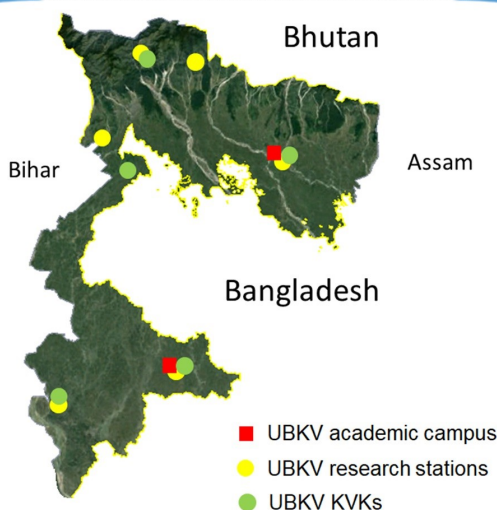 Bhutan
Bihar
Assam
Bangladesh
UBKV academic campus
UBKV research stations
UBKV KVKs